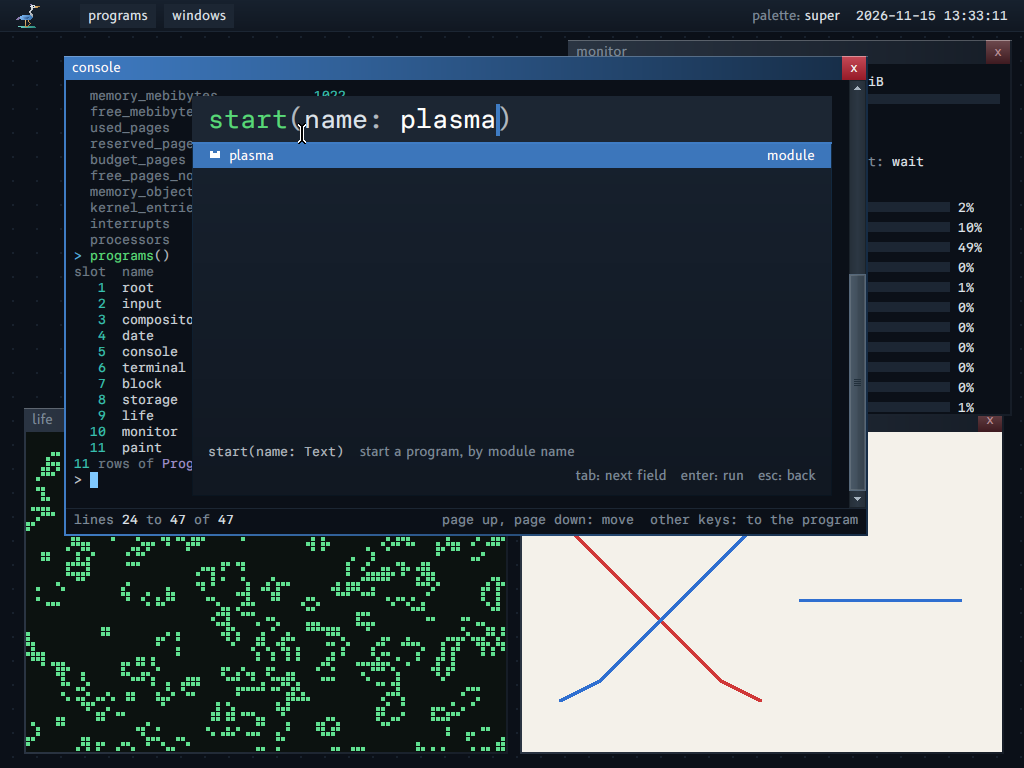 programs windows palette: super 2026-11-15 13:33:11
monitor x
console x
iB
memory_mebibytes 1022
start(name: plasma)
free_mebibyte
used_pages
reserved_page
plasma module
budget_pages
t: wait
free_pages_no
memory_object
kernel_entrie
2%
interrupts
10%
processors
49%
> programs()
0%
slot name
1 root
1%
2 input
0%
3 composito
0%
4 date
0%
5 console
0%
6 terminal
0%
7 block
8 storage
1%
9 life
life x
10 monitor
11 paint
start(name: Text) start a program, by module name
11 rows of Prog
tab: next field enter: run esc: back
>
lines 24 to 47 of 47 page up, page down: move other keys: to the program